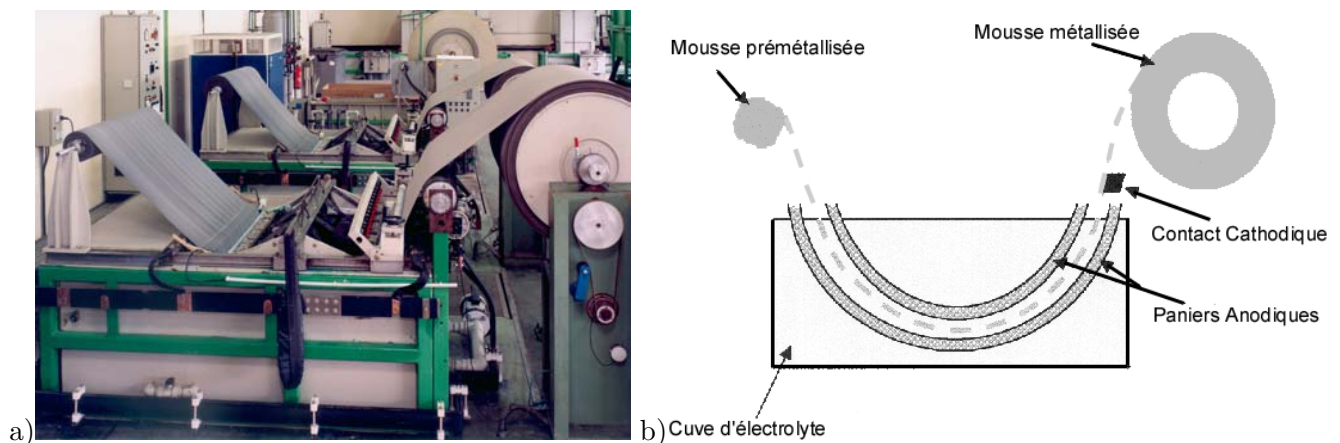 a)
b)
Mousse prémétallisée
Mousse métallisée
Contact Cathodique
Paniers Anodiques
Cuve d'électrolyte